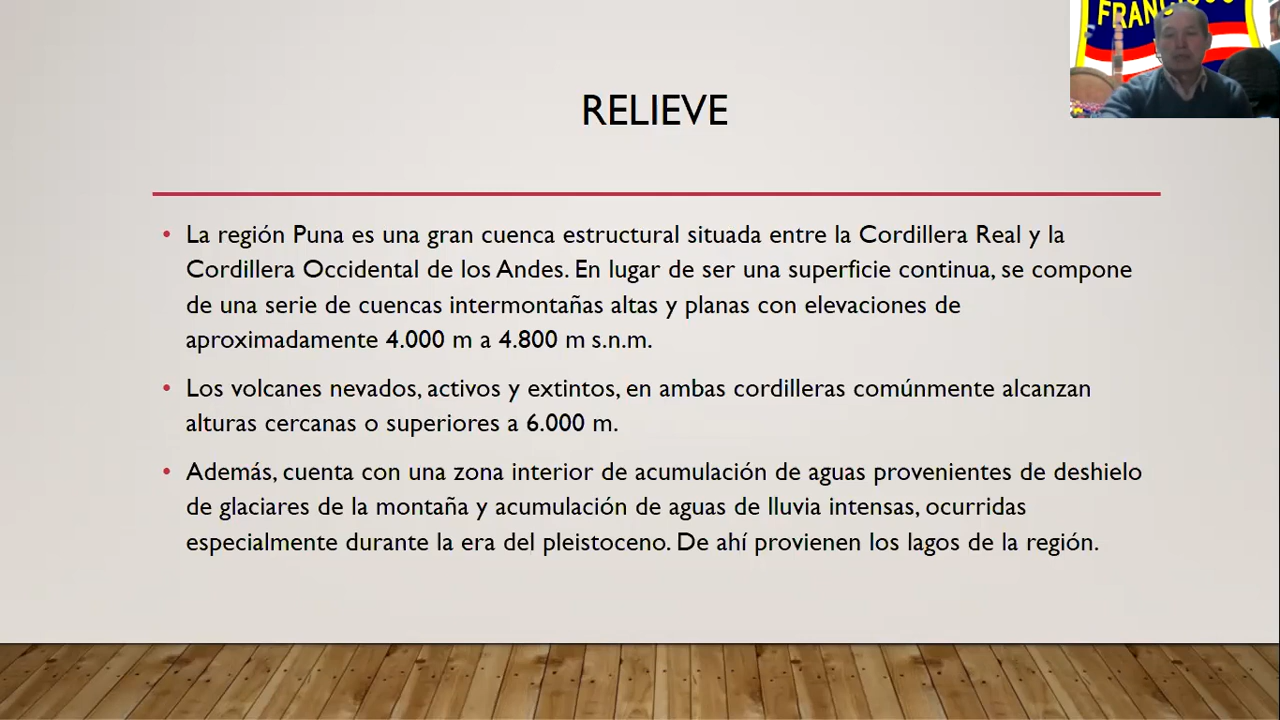 FRANCISCO
RELIEVE
• La región Puna es una gran cuenca estructural situada entre la Cordillera Real y la
Cordillera Occidental de los Andes. En lugar de ser una superficie continua, se compone
de una serie de cuencas intermontañas altas y planas con elevaciones de
aproximadamente 4.000 m a 4.800 m s.n.m.
• Los volcanes nevados, activos y extintos, en ambas cordilleras comúnmente alcanzan
alturas cercanas o superiores a 6.000 m.
• Además, cuenta con una zona interior de acumulación de aguas provenientes de deshielo
de glaciares de la montaña y acumulación de aguas de lluvia intensas, ocurridas
especialmente durante la era del pleistoceno. De ahí provienen los lagos de la región.